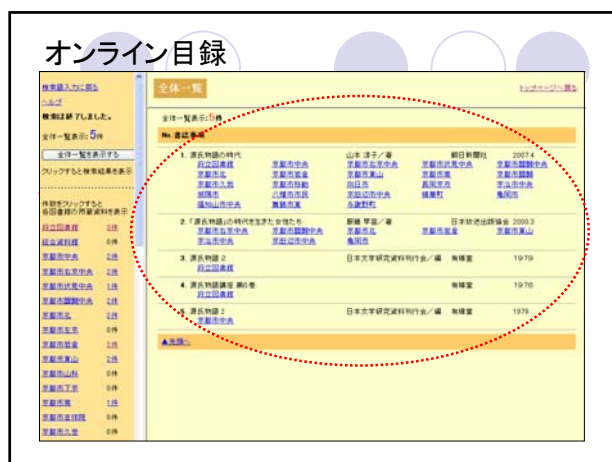 オンライン目録
検索語入力に戻る
ヘルプ
検索は終了しました。
全体一覧表示:5件
全体一覧を表示する
クリックすると検索結果を表示
件数をクリックすると
各図書館の所蔵資料を表示
府立図書館 2件
総合資料館 0件
京都市中央 2件
京都市右京中央 2件
京都市伏見中央 1件
京都市醍醐中央 2件
京都市北 2件
京都市左京 0件
京都市岩倉 2件
京都市東山 2件
京都市山科 0件
京都市下京 0件
京都市南 1件
京都市吉祥院 0件
京都市久世 0件
全体一覧
トップページへ戻る
全体一覧表示:5件
No. 書誌事項
1. 源氏物語の時代 山本 淳子/著 朝日新聞社 2007.4
府立図書館 京都市中央 京都市右京中央 京都市伏見中央 京都市醍醐中央
京都市北 京都市岩倉 京都市東山 京都市南 京都市醍醐
京都市久世 京都市移動 向日市 長岡京市 宇治市中央
城陽市 八幡市市民 京田辺市中央 精華町 亀岡市
福知山市中央 舞鶴市東 与謝野町
2. 「源氏物語」の時代を生きた女性たち 服藤 早苗/著 日本放送出版協会 2000.3
京都市右京中央 京都市醍醐中央 京都市北 京都市岩倉 京都市東山
宇治市中央 京田辺市中央 亀岡市
3. 源氏物語 2 日本文学研究資料刊行会/編 有精堂 1979
府立図書館
4. 源氏物語講座 第6巻 有精堂 1970
府立図書館
5. 源氏物語 2 日本文学研究資料刊行会/編 有精堂 1979
京都市中央
▲先頭へ